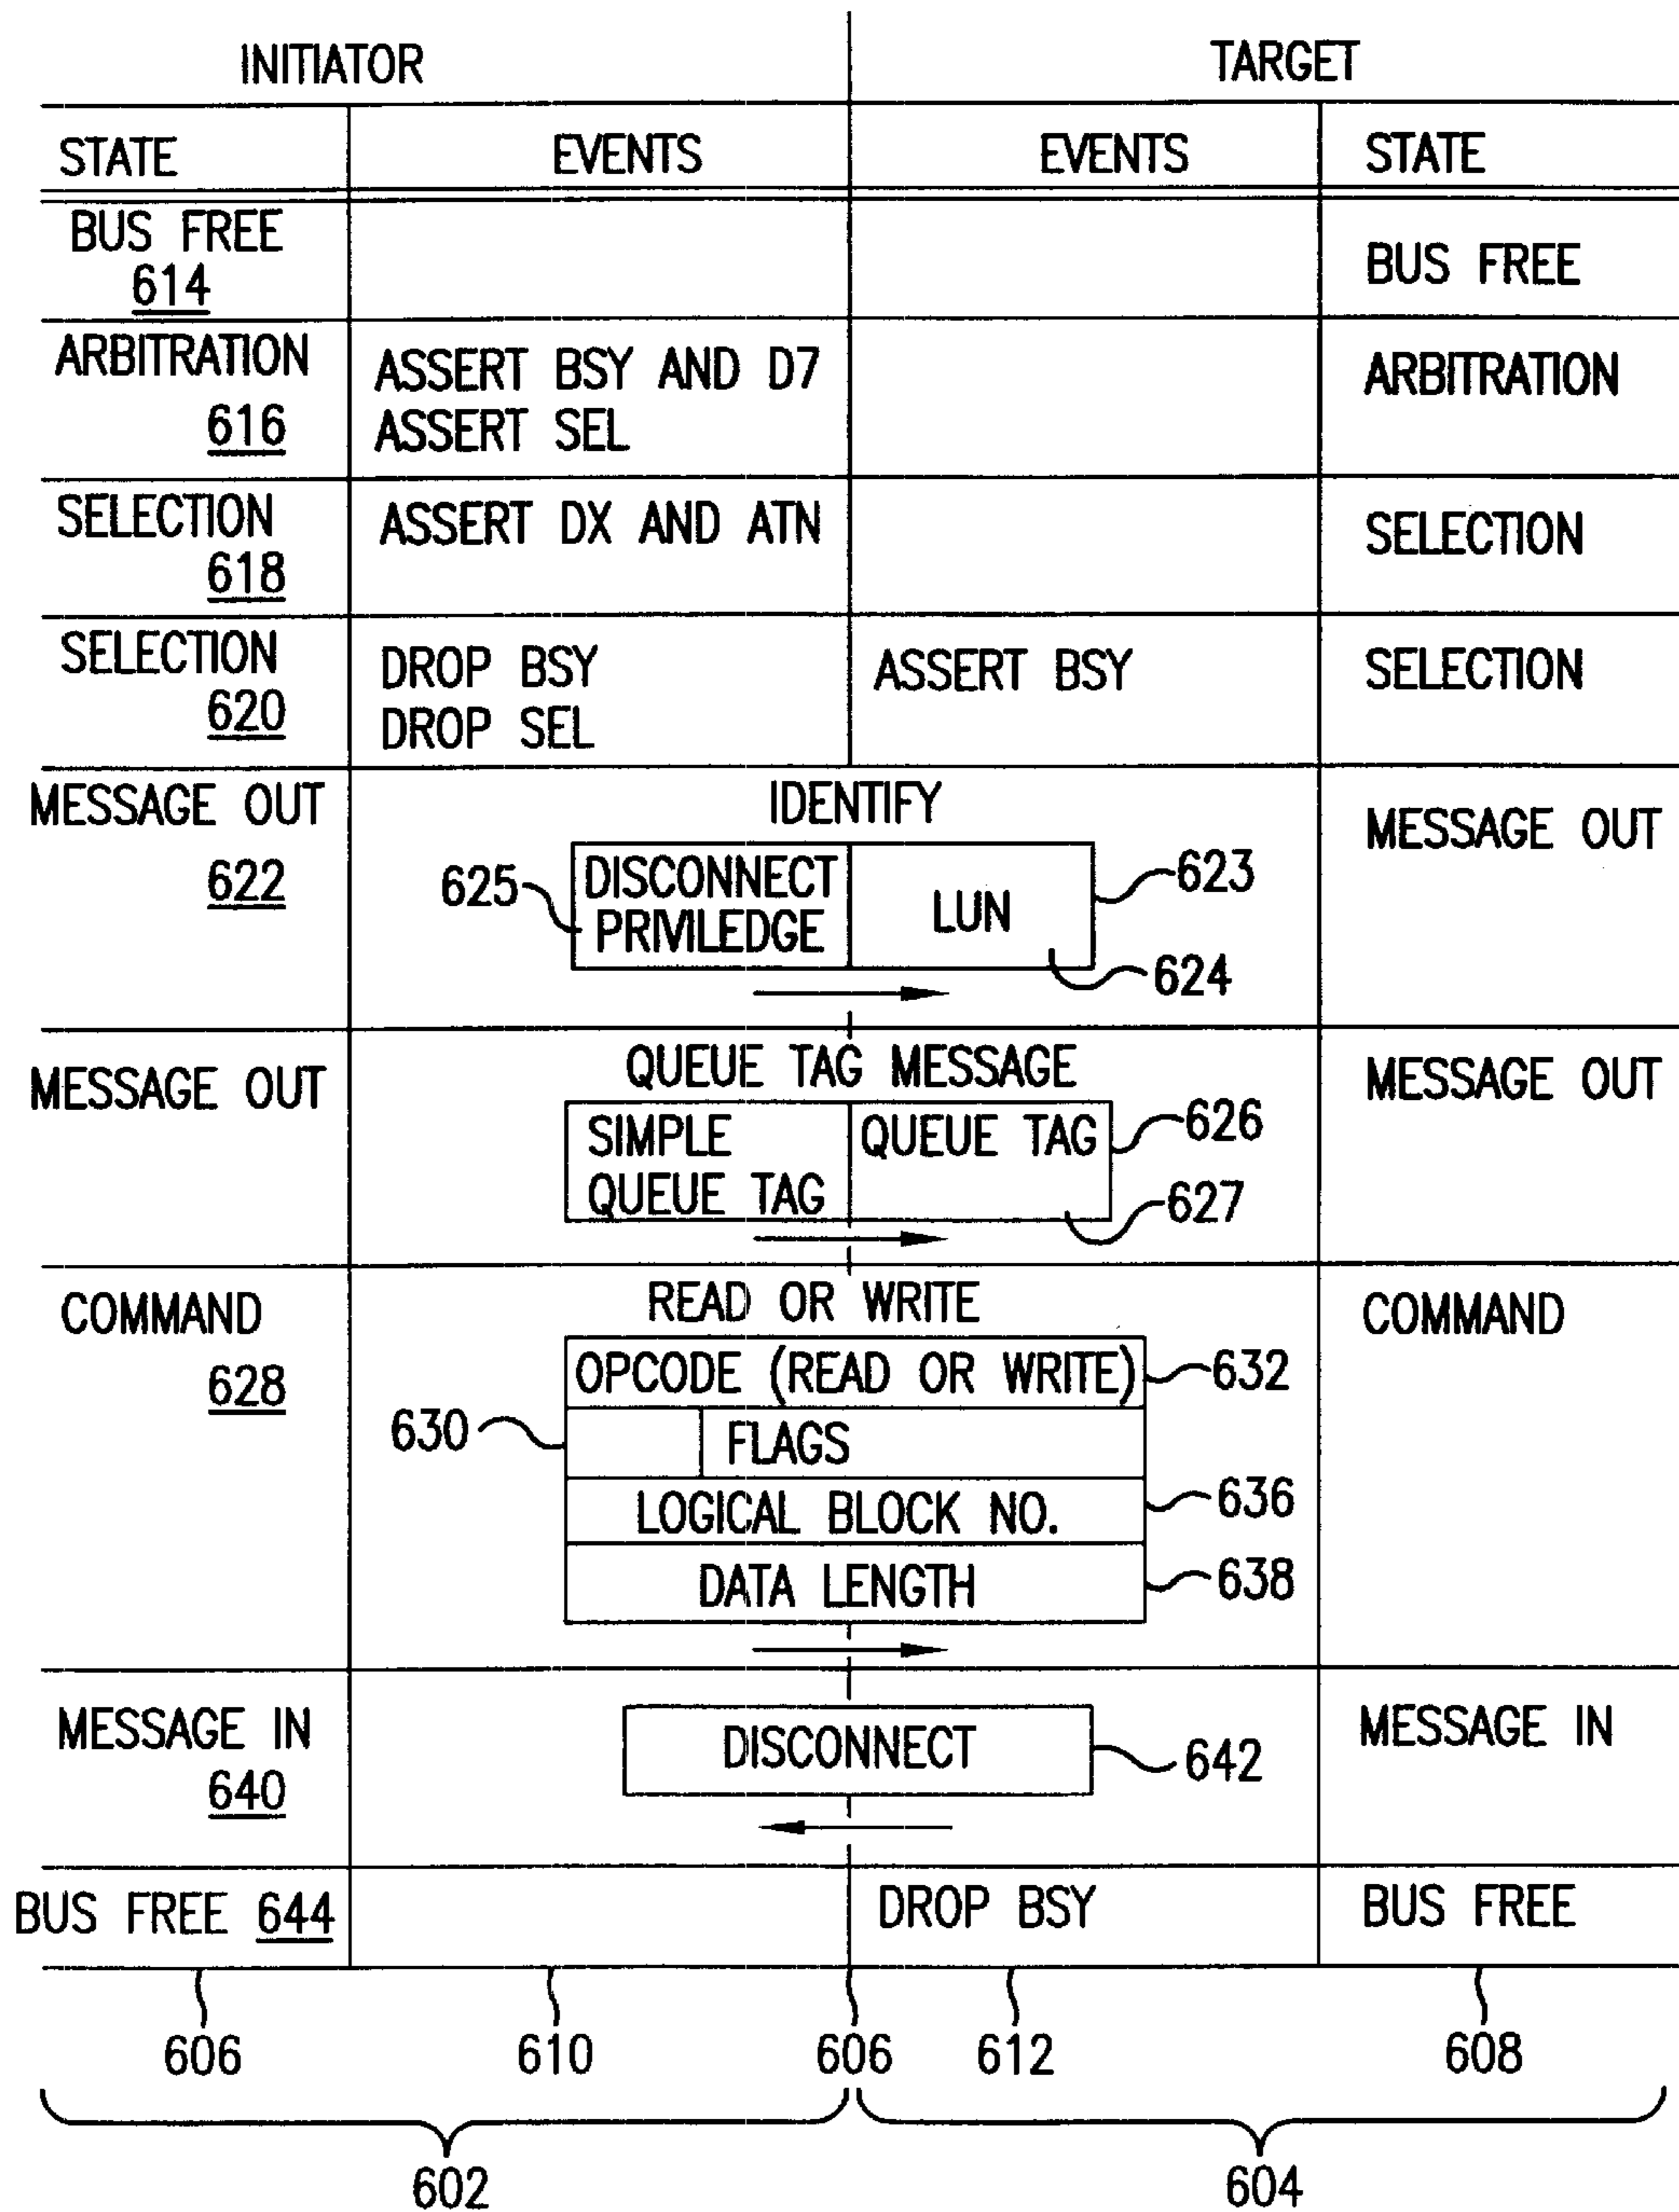 INITIATOR TARGET
STATE EVENTS EVENTS STATE
BUS FREE
614
BUS FREE
ARBITRATION
616
ASSERT BSY AND D7
ASSERT SEL
ARBITRATION
SELECTION
618
ASSERT DX AND ATN
SELECTION
SELECTION
620
DROP BSY
DROP SEL
ASSERT BSY
SELECTION
MESSAGE OUT
622
IDENTIFY
625
DISCONNECT
PRIVILEDGE
LUN
623
624
MESSAGE OUT
MESSAGE OUT
QUEUE TAG MESSAGE
SIMPLE
QUEUE TAG
QUEUE TAG
626
627
MESSAGE OUT
COMMAND
628
READ OR WRITE
OPCODE (READ OR WRITE)
632
630
FLAGS
LOGICAL BLOCK NO.
636
DATA LENGTH
638
COMMAND
MESSAGE IN
640
DISCONNECT
642
MESSAGE IN
BUS FREE 644
DROP BSY
BUS FREE
606 610 606 612 608
602 604